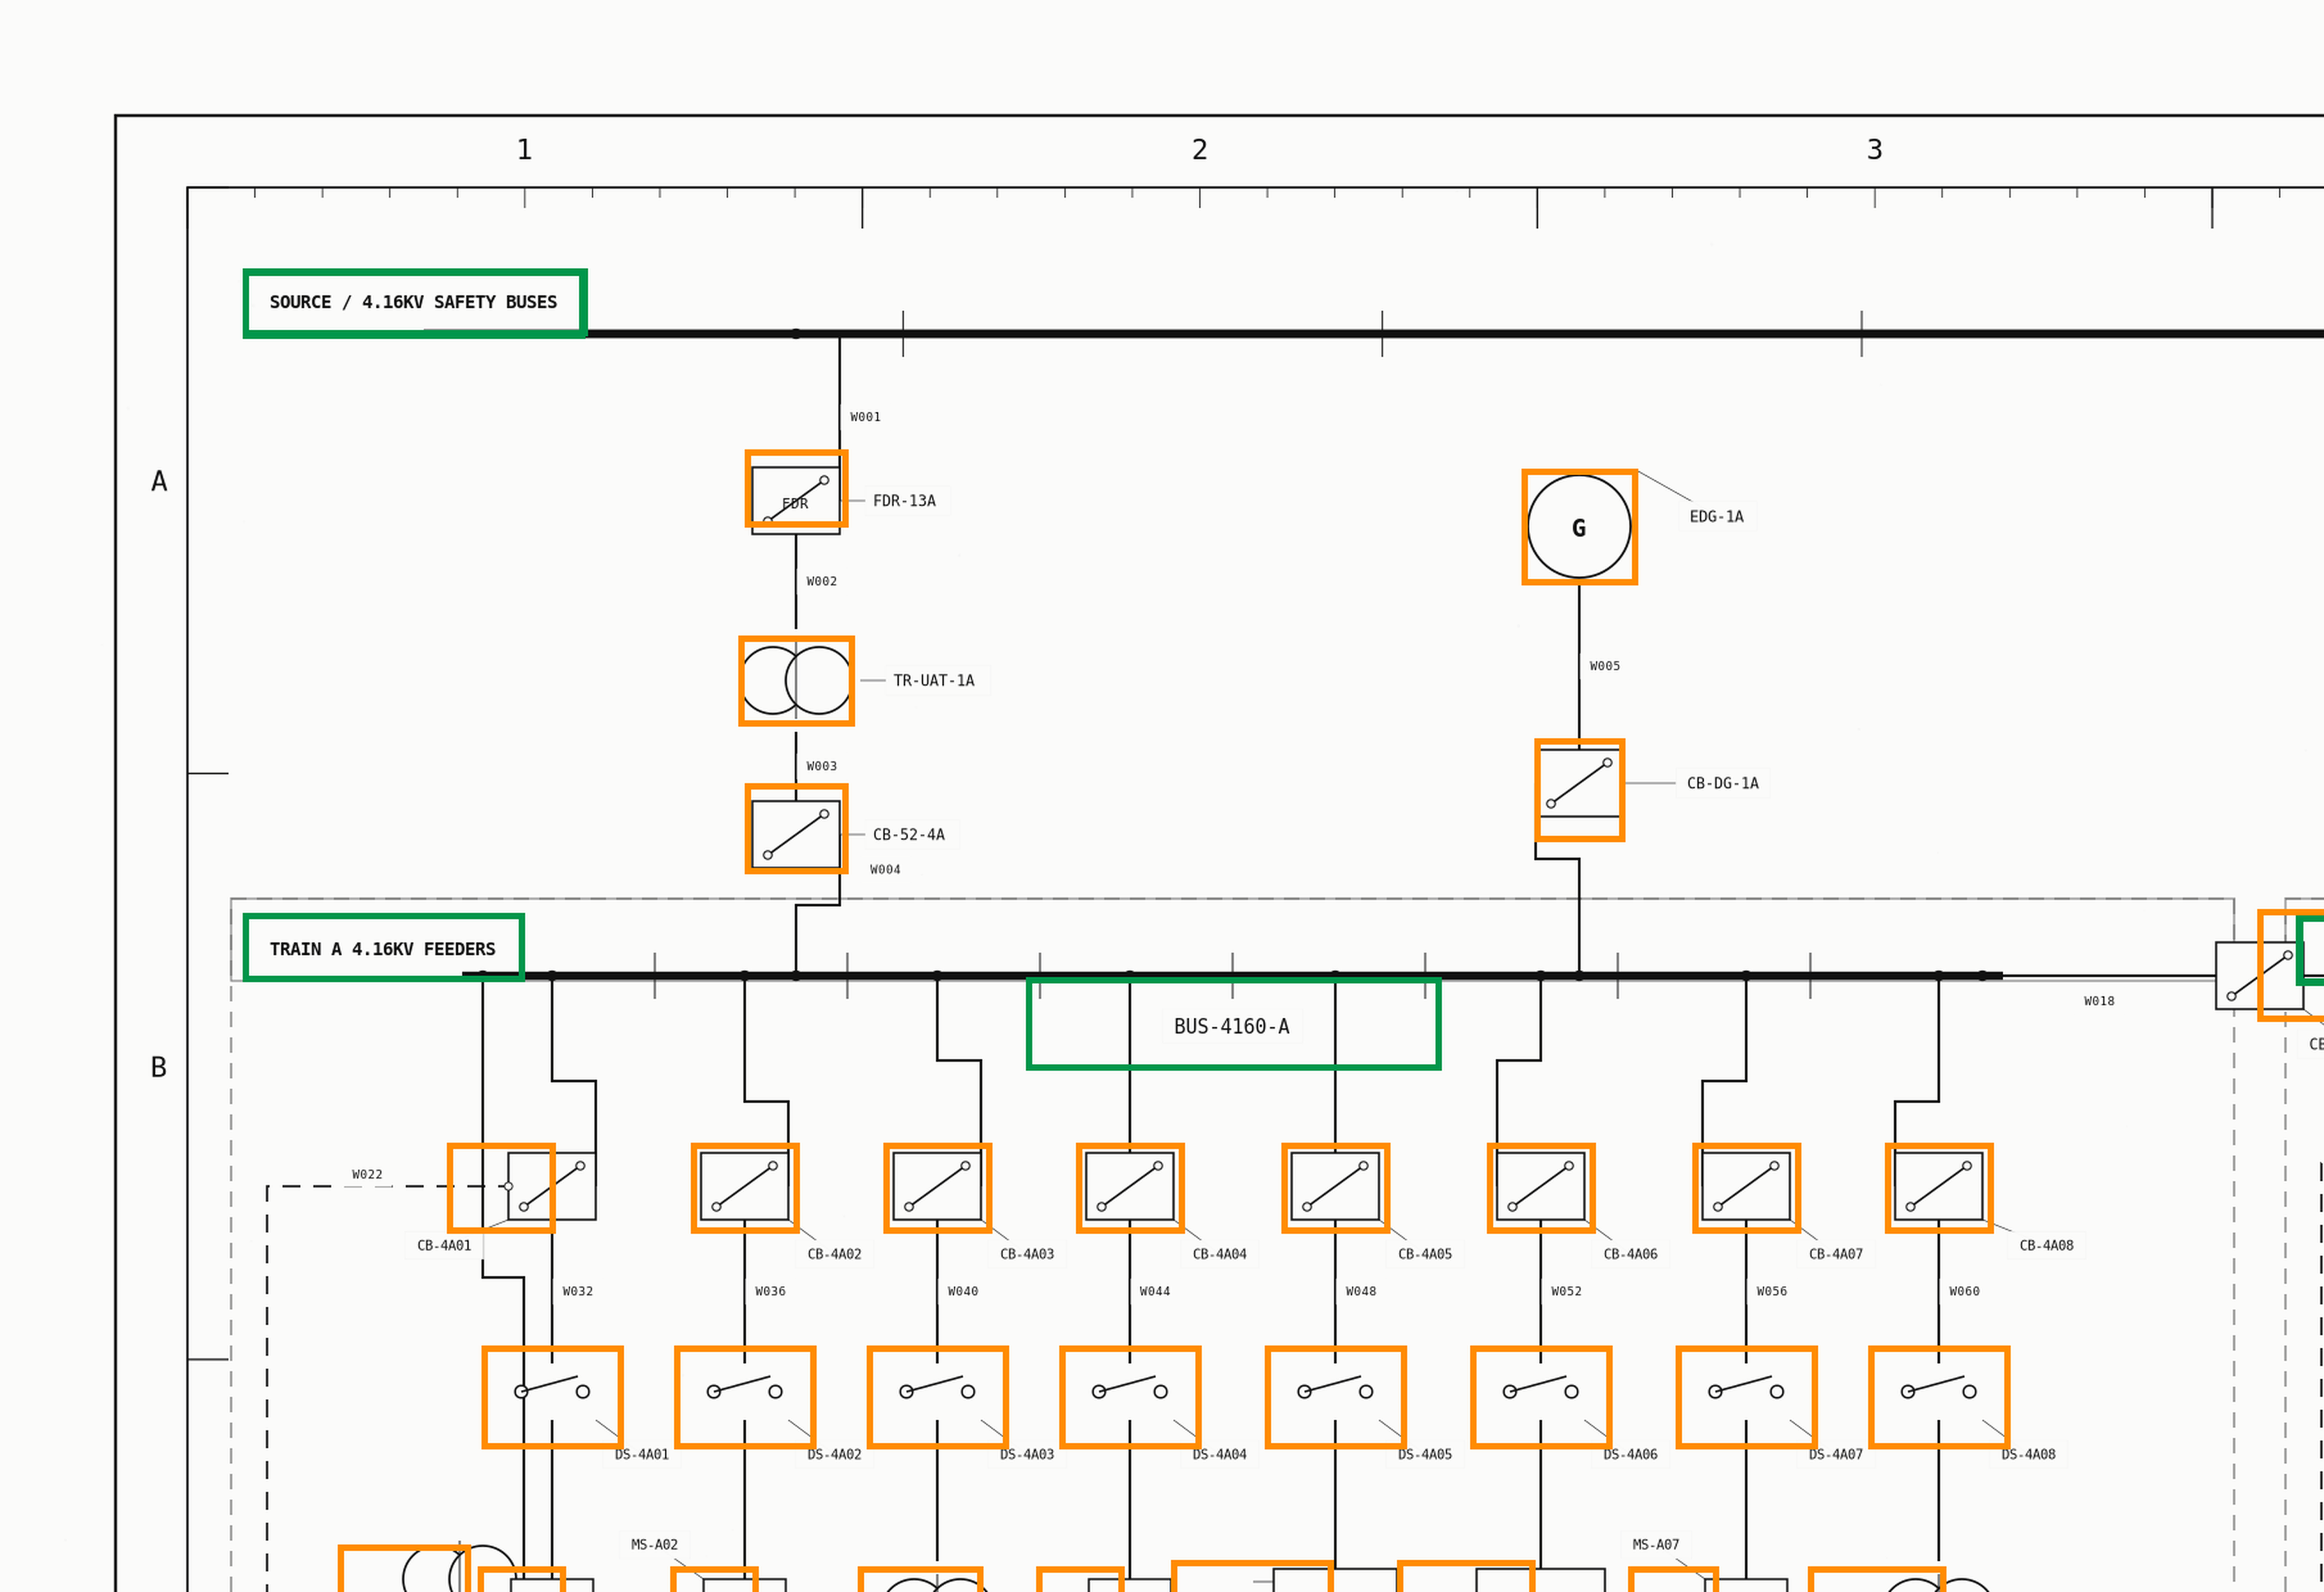 1 2 3
SOURCE / 4.16KV SAFETY BUSES
W001
A
FDR FDR-13A
EDG-1A
G
W002
W005
TR-UAT-1A
W003
CB-DG-1A
CB-52-4A
W004
TRAIN A 4.16KV FEEDERS
W018
BUS-4160-A
B
W022
CB-4A01 CB-4A02 CB-4A03 CB-4A04 CB-4A05 CB-4A06 CB-4A07 CB-4A08
W032 W036 W040 W044 W048 W052 W056 W060
DS-4A01 DS-4A02 DS-4A03 DS-4A04 DS-4A05 DS-4A06 DS-4A07 DS-4A08
MS-A02 MS-A07